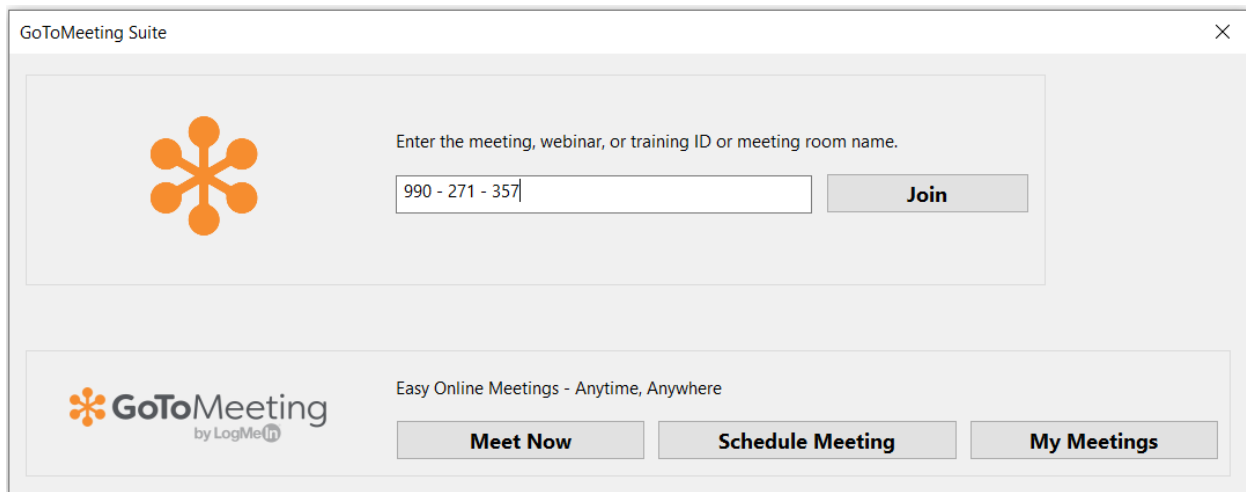 GoToMeeting Suite
Enter the meeting, webinar, or training ID or meeting room name.
990 - 271 - 357
Join
GoToMeeting
by LogMeIn
Easy Online Meetings - Anytime, Anywhere
Meet Now
Schedule Meeting
My Meetings